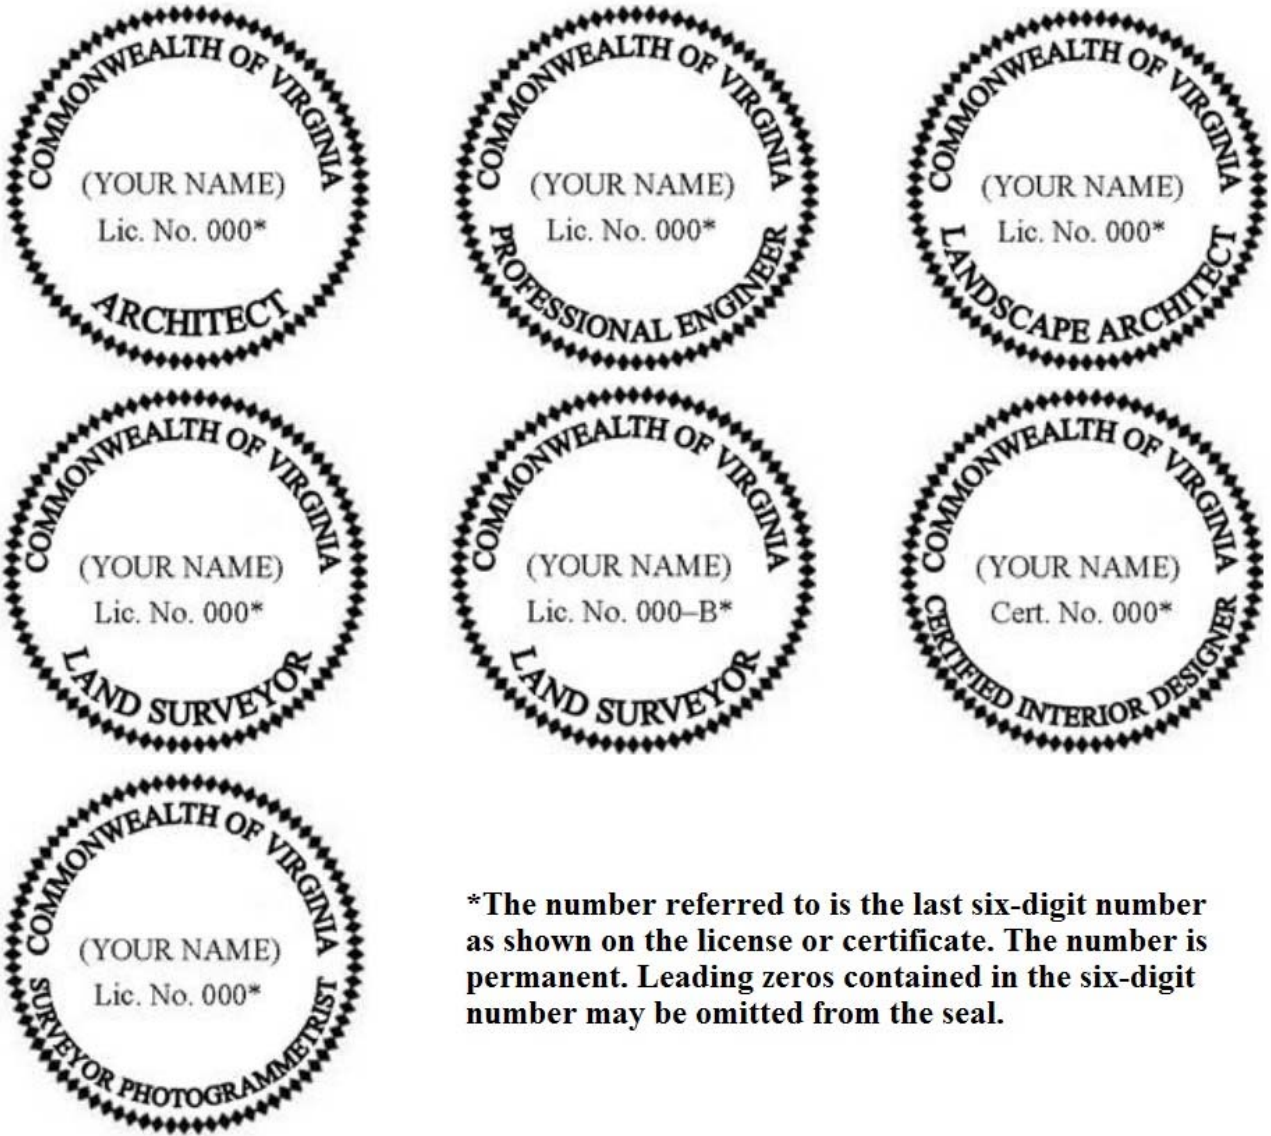 COMMONWEALTH OF VIRGINIA
(YOUR NAME)
Lic. No. 000*
ARCHITECT
COMMONWEALTH OF VIRGINIA
(YOUR NAME)
Lic. No. 000*
PROFESSIONAL ENGINEER
COMMONWEALTH OF VIRGINIA
(YOUR NAME)
Lic. No. 000*
LANDSCAPE ARCHITECT
COMMONWEALTH OF VIRGINIA
(YOUR NAME)
Lic. No. 000*
LAND SURVEYOR
COMMONWEALTH OF VIRGINIA
(YOUR NAME)
Lic. No. 000–B*
LAND SURVEYOR
COMMONWEALTH OF VIRGINIA
(YOUR NAME)
Cert. No. 000*
CERTIFIED INTERIOR DESIGNER
COMMONWEALTH OF VIRGINIA
(YOUR NAME)
Lic. No. 000*
SURVEYOR PHOTOGRAMMETRIST
*The number referred to is the last six-digit number
as shown on the license or certificate. The number is
permanent. Leading zeros contained in the six-digit
number may be omitted from the seal.